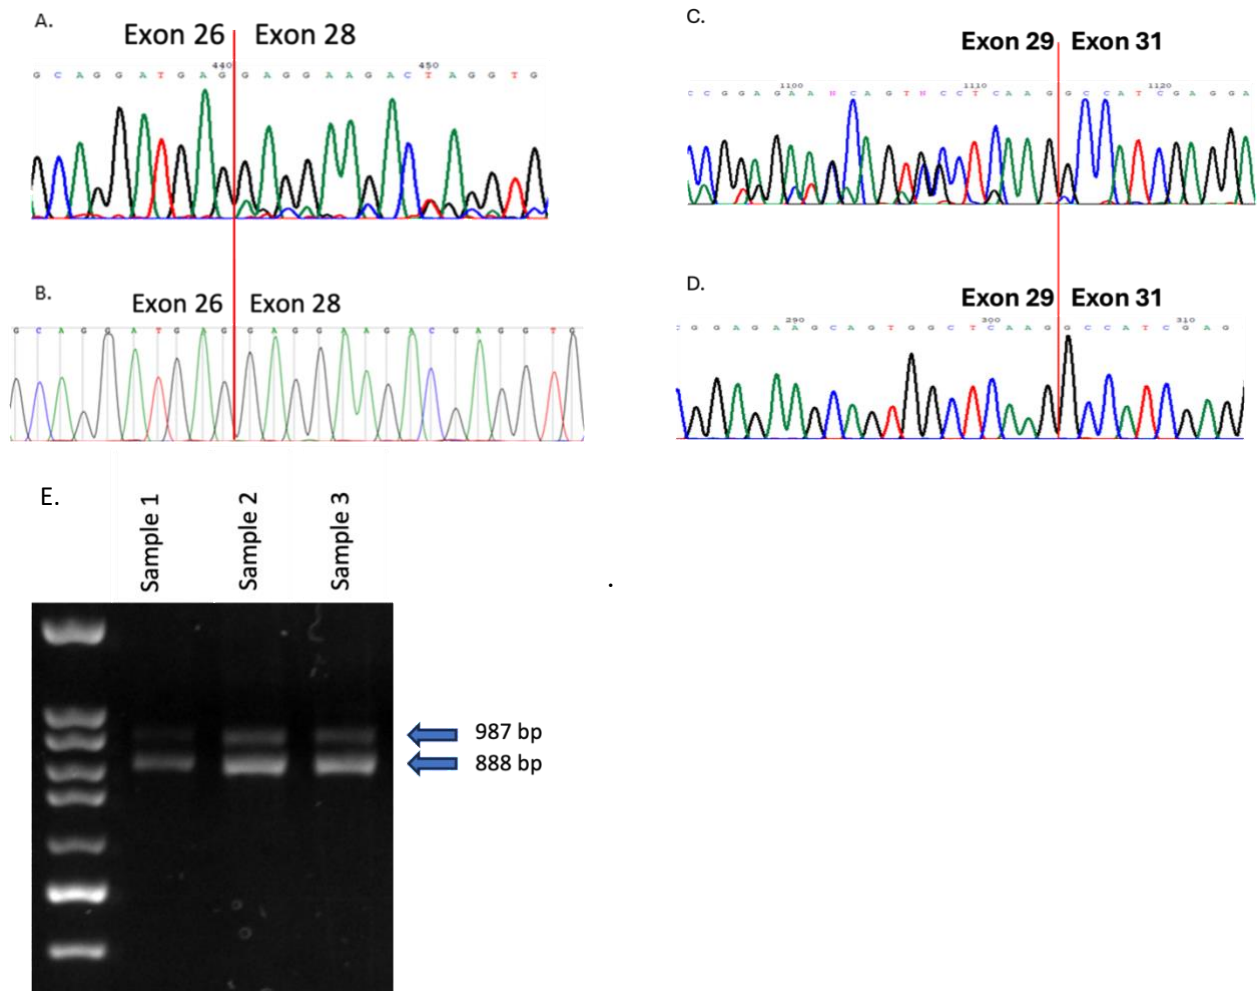 A.
Exon 26 Exon 28
440 450
G C A G G A T G A G G A G G A A G A C T A G G T G
B.
Exon 26 Exon 28
G C A G G A T G A G G A G G A A G A C G A G G T G
C.
Exon 29 Exon 31
1100 1110 1120
C C G G A G A A N C A G T N C C T C A A G G C C A T C G A G G A
D.
Exon 29 Exon 31
290 300 310
C G G A G A A G C A G T G G C T C A A G G C C A T C G A G
E.
Sample 1
Sample 2
Sample 3
987 bp
888 bp